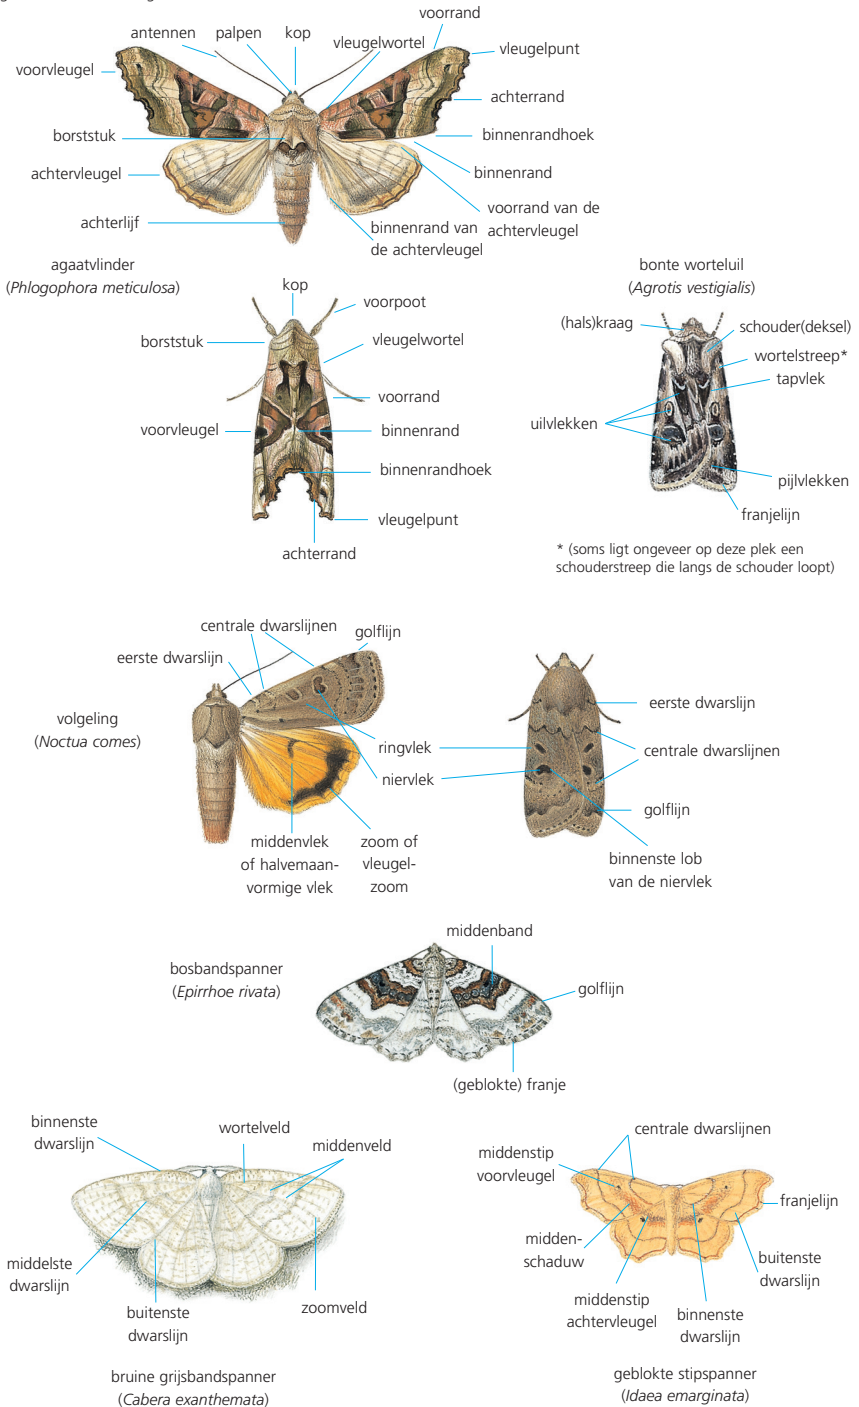 voorrand
antennen
palpen
kop
vleugelwortel
vleugelpunt
voorvleugel
achterrand
borststuk
binnenrandhoek
achtervleugel
binnenrand
voorrand van de
achtervleugel
achterlijf
binnenrand van
de achtervleugel
agaatvlinder
(Phlogophora meticulosa)
kop
voorpoot
borststuk
vleugelwortel
voorrand
voorvleugel
binnenrand
binnenrandhoek
vleugelpunt
achterrand
bonte worteluil
(Agrotis vestigialis)
(hals)kraag
schouder(deksel)
wortelstreep*
tapvlek
uilvlekken
pijlvlekken
franjelijn
* (soms ligt ongeveer op deze plek een
schouderstreep die langs de schouder loopt)
centrale dwarslijnen
golflijn
eerste dwarslijn
volgeling
(Noctua comes)
ringvlek
niervlek
middenvlek
of halvemaan-
vormige vlek
zoom of
vleugel-
zoom
eerste dwarslijn
centrale dwarslijnen
golflijn
binnenste lob
van de niervlek
middenband
bosbandspanner
(Epirrhoe rivata)
golflijn
(geblokte) franje
binnenste
dwarslijn
wortelveld
middenveld
middelste
dwarslijn
buitenste
dwarslijn
zoomveld
bruine grijsbandspanner
(Cabera exanthemata)
centrale dwarslijnen
middenstip
voorvleugel
franjelijn
midden-
schaduw
buitenste
dwarslijn
middenstip
achtervleugel
binnenste
dwarslijn
geblokte stipspanner
(Idaea emarginata)